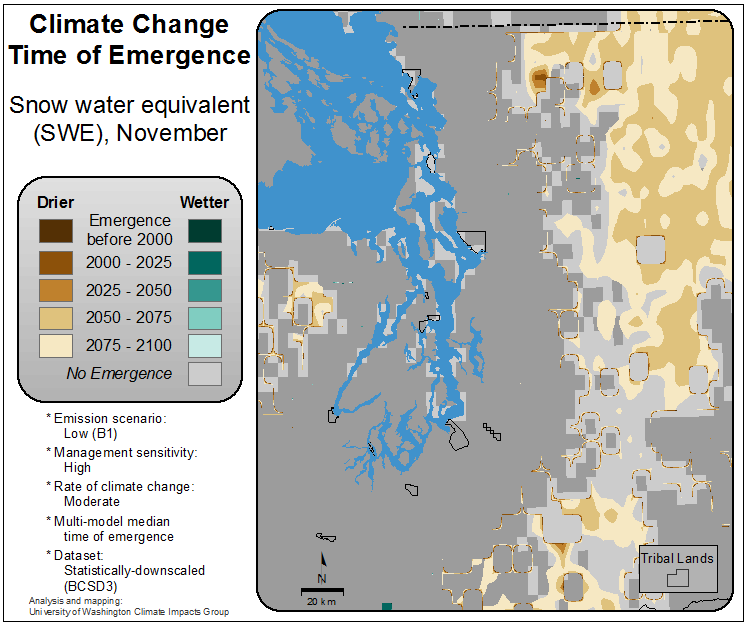 Climate Change
Time of Emergence
Snow water equivalent
(SWE), November
Drier
Wetter
Emergence
before 2000
2000 - 2025
2025 - 2050
2050 - 2075
2075 - 2100
No Emergence
* Emission scenario:
Low (B1)
* Management sensitivity:
High
* Rate of climate change:
Moderate
* Multi-model median
time of emergence
* Dataset:
Statistically-downscaled
(BCSD3)
Analysis and mapping:
University of Washington Climate Impacts Group
N
20 km
Tribal Lands